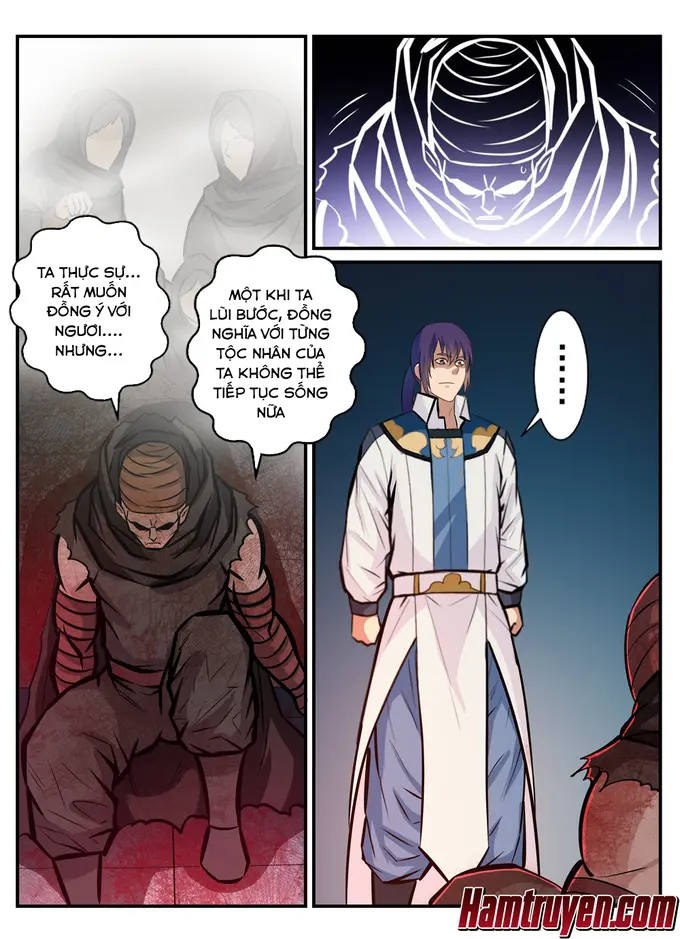 TA THỰC SỰ...
RẤT MUỐN
ĐỒNG Ý VỚI
NGƯƠI....
NHƯNG...
MỘT KHI TA
LÙI BƯỚC, ĐỒNG
NGHĨA VỚI TỪNG
TỘC NHÂN CỦA
TA KHÔNG THỂ
TIẾP TỤC SỐNG
NỮA
......
Hamtruyen.com